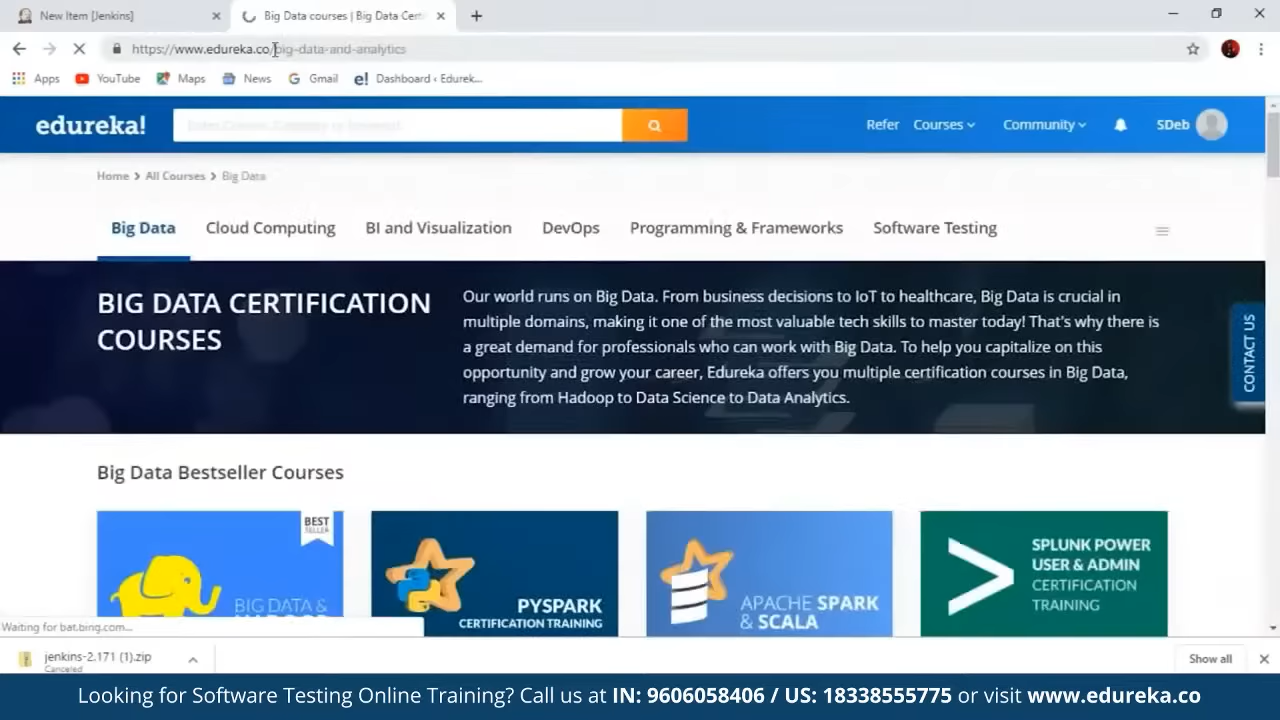 New Item [Jenkins]
Big Data courses | Big Data Cert
https://www.edureka.co/big-data-and-analytics
Apps
YouTube
Maps
News
G
Gmail
e!
Dashboard ‹ Edurek...
edureka!
Enter Course, Category or keyword
Refer
Courses
Community
SDeb
Home > All Courses > Big Data
Big Data
Cloud Computing
BI and Visualization
DevOps
Programming & Frameworks
Software Testing
BIG DATA CERTIFICATION
COURSES
Our world runs on Big Data. From business decisions to IoT to healthcare, Big Data is crucial in
multiple domains, making it one of the most valuable tech skills to master today! That's why there is
a great demand for professionals who can work with Big Data. To help you capitalize on this
opportunity and grow your career, Edureka offers you multiple certification courses in Big Data,
ranging from Hadoop to Data Science to Data Analytics.
CONTACT US
Big Data Bestseller Courses
BEST
SELLER
BIG DATA &
PYSPARK
CERTIFICATION TRAINING
APACHE SPARK
& SCALA
SPLUNK POWER
USER & ADMIN
CERTIFICATION
TRAINING
Waiting for bat.bing.com...
jenkins-2.171 (1).zip
Canceled
Show all
Looking for Software Testing Online Training? Call us at IN: 9606058406 / US: 18338555775 or visit www.edureka.co